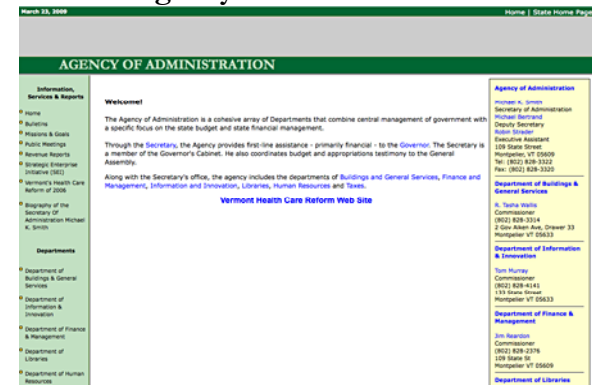 March 23, 2009
Home | State Home Page
AGENCY OF ADMINISTRATION
Information,
Services & Reports
Home
Bulletins
Missions & Goals
Public Meetings
Revenue Reports
Strategic Enterprise
Initiative (SEI)
Vermont's Health Care
Reform of 2006
Biography of the
Secretary Of
Administration Michael
K. Smith
Departments
Department of
Buildings & General
Services
Department of
Information &
Innovation
Department of Finance
& Management
Department of
Libraries
Department of Human
Resources
Welcome!
The Agency of Administration is a cohesive array of Departments that combine central management of government with
a specific focus on the state budget and state financial management.
Through the Secretary, the Agency provides first-line assistance - primarily financial - to the Governor. The Secretary is
a member of the Governor's Cabinet. He also coordinates budget and appropriations testimony to the General
Assembly.
Along with the Secretary's office, the agency includes the departments of Buildings and General Services, Finance and
Management, Information and Innovation, Libraries, Human Resources and Taxes.
Vermont Health Care Reform Web Site
Agency of Administration
Michael K. Smith
Secretary of Administration
Michael Bertrand
Deputy Secretary
Robin Strader
Executive Assistant
109 State Street
Montpelier, VT 05609
Tel: (802) 828-3322
Fax: (802) 828-3320
Department of Buildings &
General Services
R. Tasha Wallis
Commissioner
(802) 828-3314
2 Gov Aiken Ave, Drawer 33
Montpelier VT 05633
Department of Information
& Innovation
Tom Murray
Commissioner
(802) 828-4141
133 State Street
Montpelier VT 05633
Department of Finance &
Management
Jim Reardon
Commissioner
(802) 828-2376
109 State St
Montpelier VT 05609
Department of Libraries